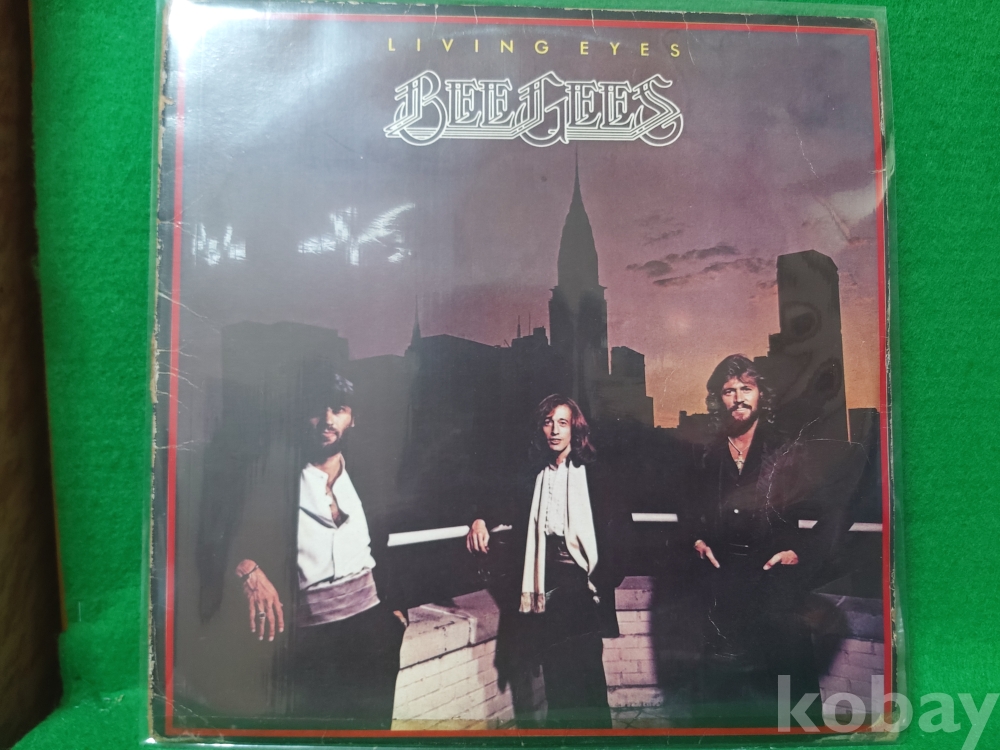 LIVING EYES
BEE GEES
kobay